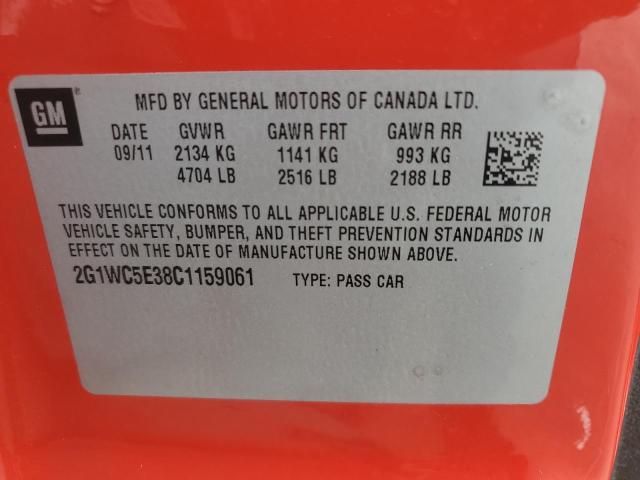 GM
MFD BY GENERAL MOTORS OF CANADA LTD.
DATE GVWR GAWR FRT GAWR RR
09/11 2134 KG 1141 KG 993 KG
4704 LB 2516 LB 2188 LB
THIS VEHICLE CONFORMS TO ALL APPLICABLE U.S. FEDERAL MOTOR
VEHICLE SAFETY, BUMPER, AND THEFT PREVENTION STANDARDS IN
EFFECT ON THE DATE OF MANUFACTURE SHOWN ABOVE.
2G1WC5E38C1159061 TYPE: PASS CAR